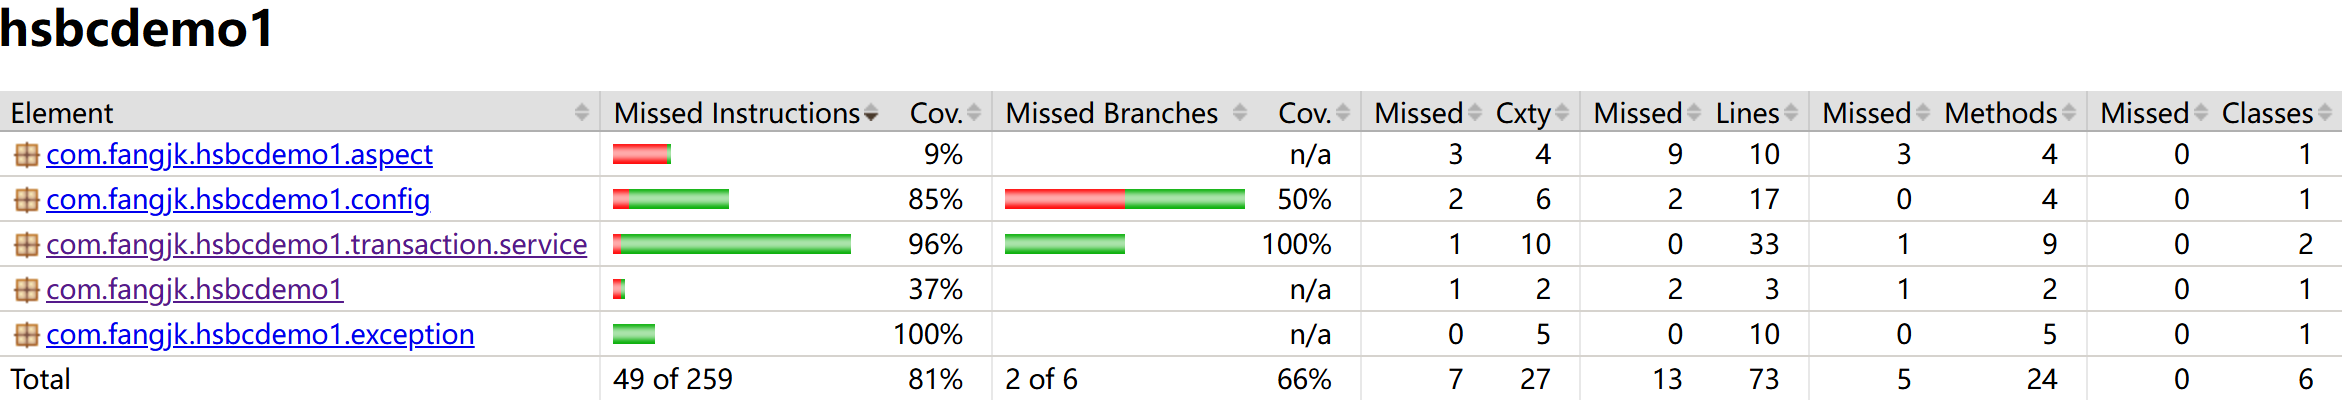 hsbcdemo1
Element Missed Instructions Cov. Missed Branches Cov. Missed Cxty Missed Lines Missed Methods Missed Classes
com.fangjk.hsbcdemo1.aspect 9% n/a 3 4 9 10 3 4 0 1
com.fangjk.hsbcdemo1.config 85% 50% 2 6 2 17 0 4 0 1
com.fangjk.hsbcdemo1.transaction.service 96% 100% 1 10 0 33 1 9 0 2
com.fangjk.hsbcdemo1 37% n/a 1 2 2 3 1 2 0 1
com.fangjk.hsbcdemo1.exception 100% n/a 0 5 0 10 0 5 0 1
Total 49 of 259 81% 2 of 6 66% 7 27 13 73 5 24 0 6